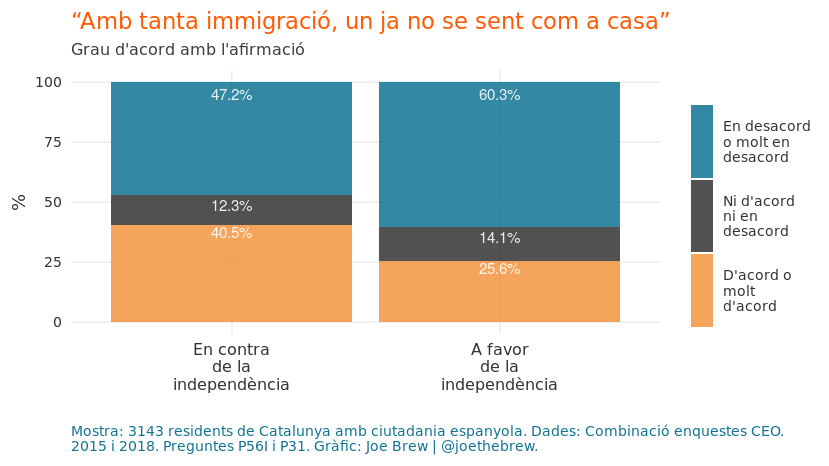 “Amb tanta immigració, un ja no se sent com a casa”
Grau d'acord amb l'afirmació
%
100
75
50
25
0
47.2%
12.3%
40.5%
60.3%
14.1%
25.6%
En contra
de la
independència
A favor
de la
independència
En desacord
o molt en
desacord
Ni d'acord
ni en
desacord
D'acord o
molt
d'acord
Mostra: 3143 residents de Catalunya amb ciutadania espanyola. Dades: Combinació enquestes CEO.
2015 i 2018. Preguntes P56I i P31. Gràfic: Joe Brew | @joethebrew.